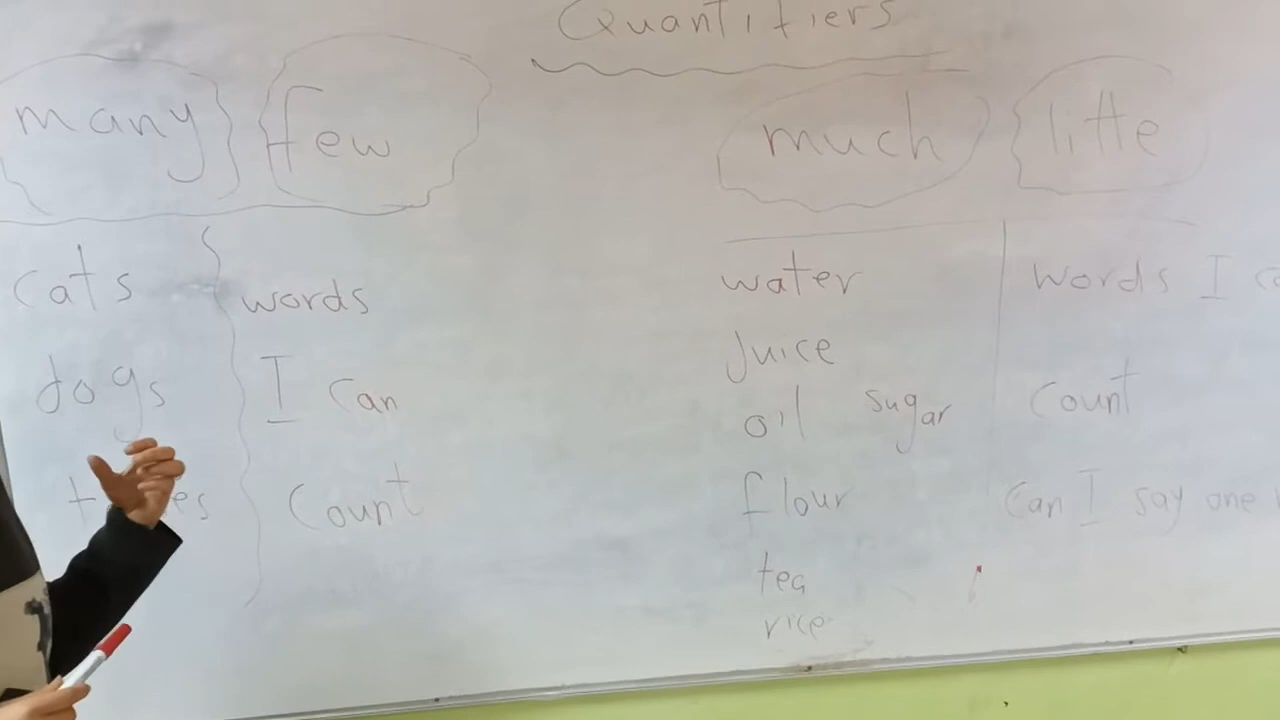 Quantifiers
many few
cats words
dogs I can
count
much litte
water words I
Juice
oil sugar count
flour can I say one
tea
rice